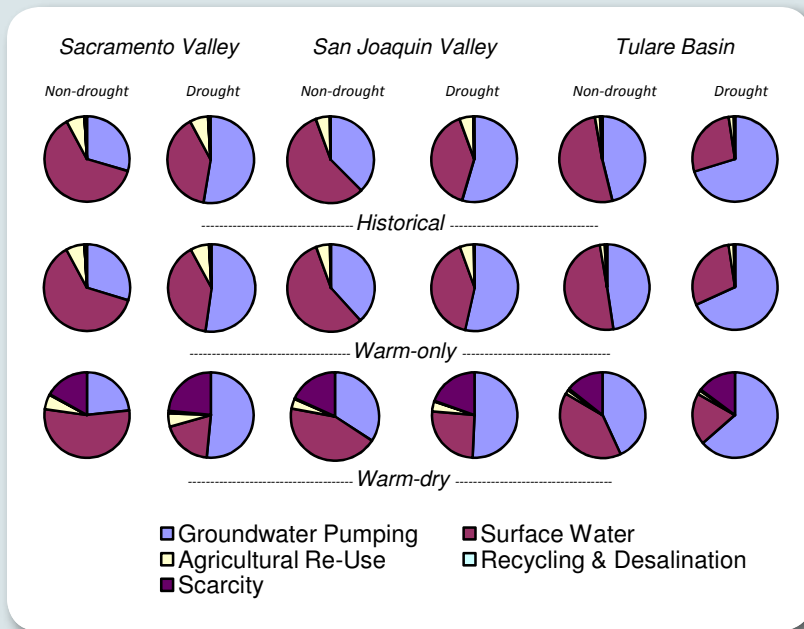 Sacramento Valley San Joaquin Valley Tulare Basin
Non-drought Drought Non-drought Drought Non-drought Drought
Historical
Warm-only
Warm-dry
Groundwater Pumping Surface Water
Agricultural Re-Use Recycling & Desalination
Scarcity